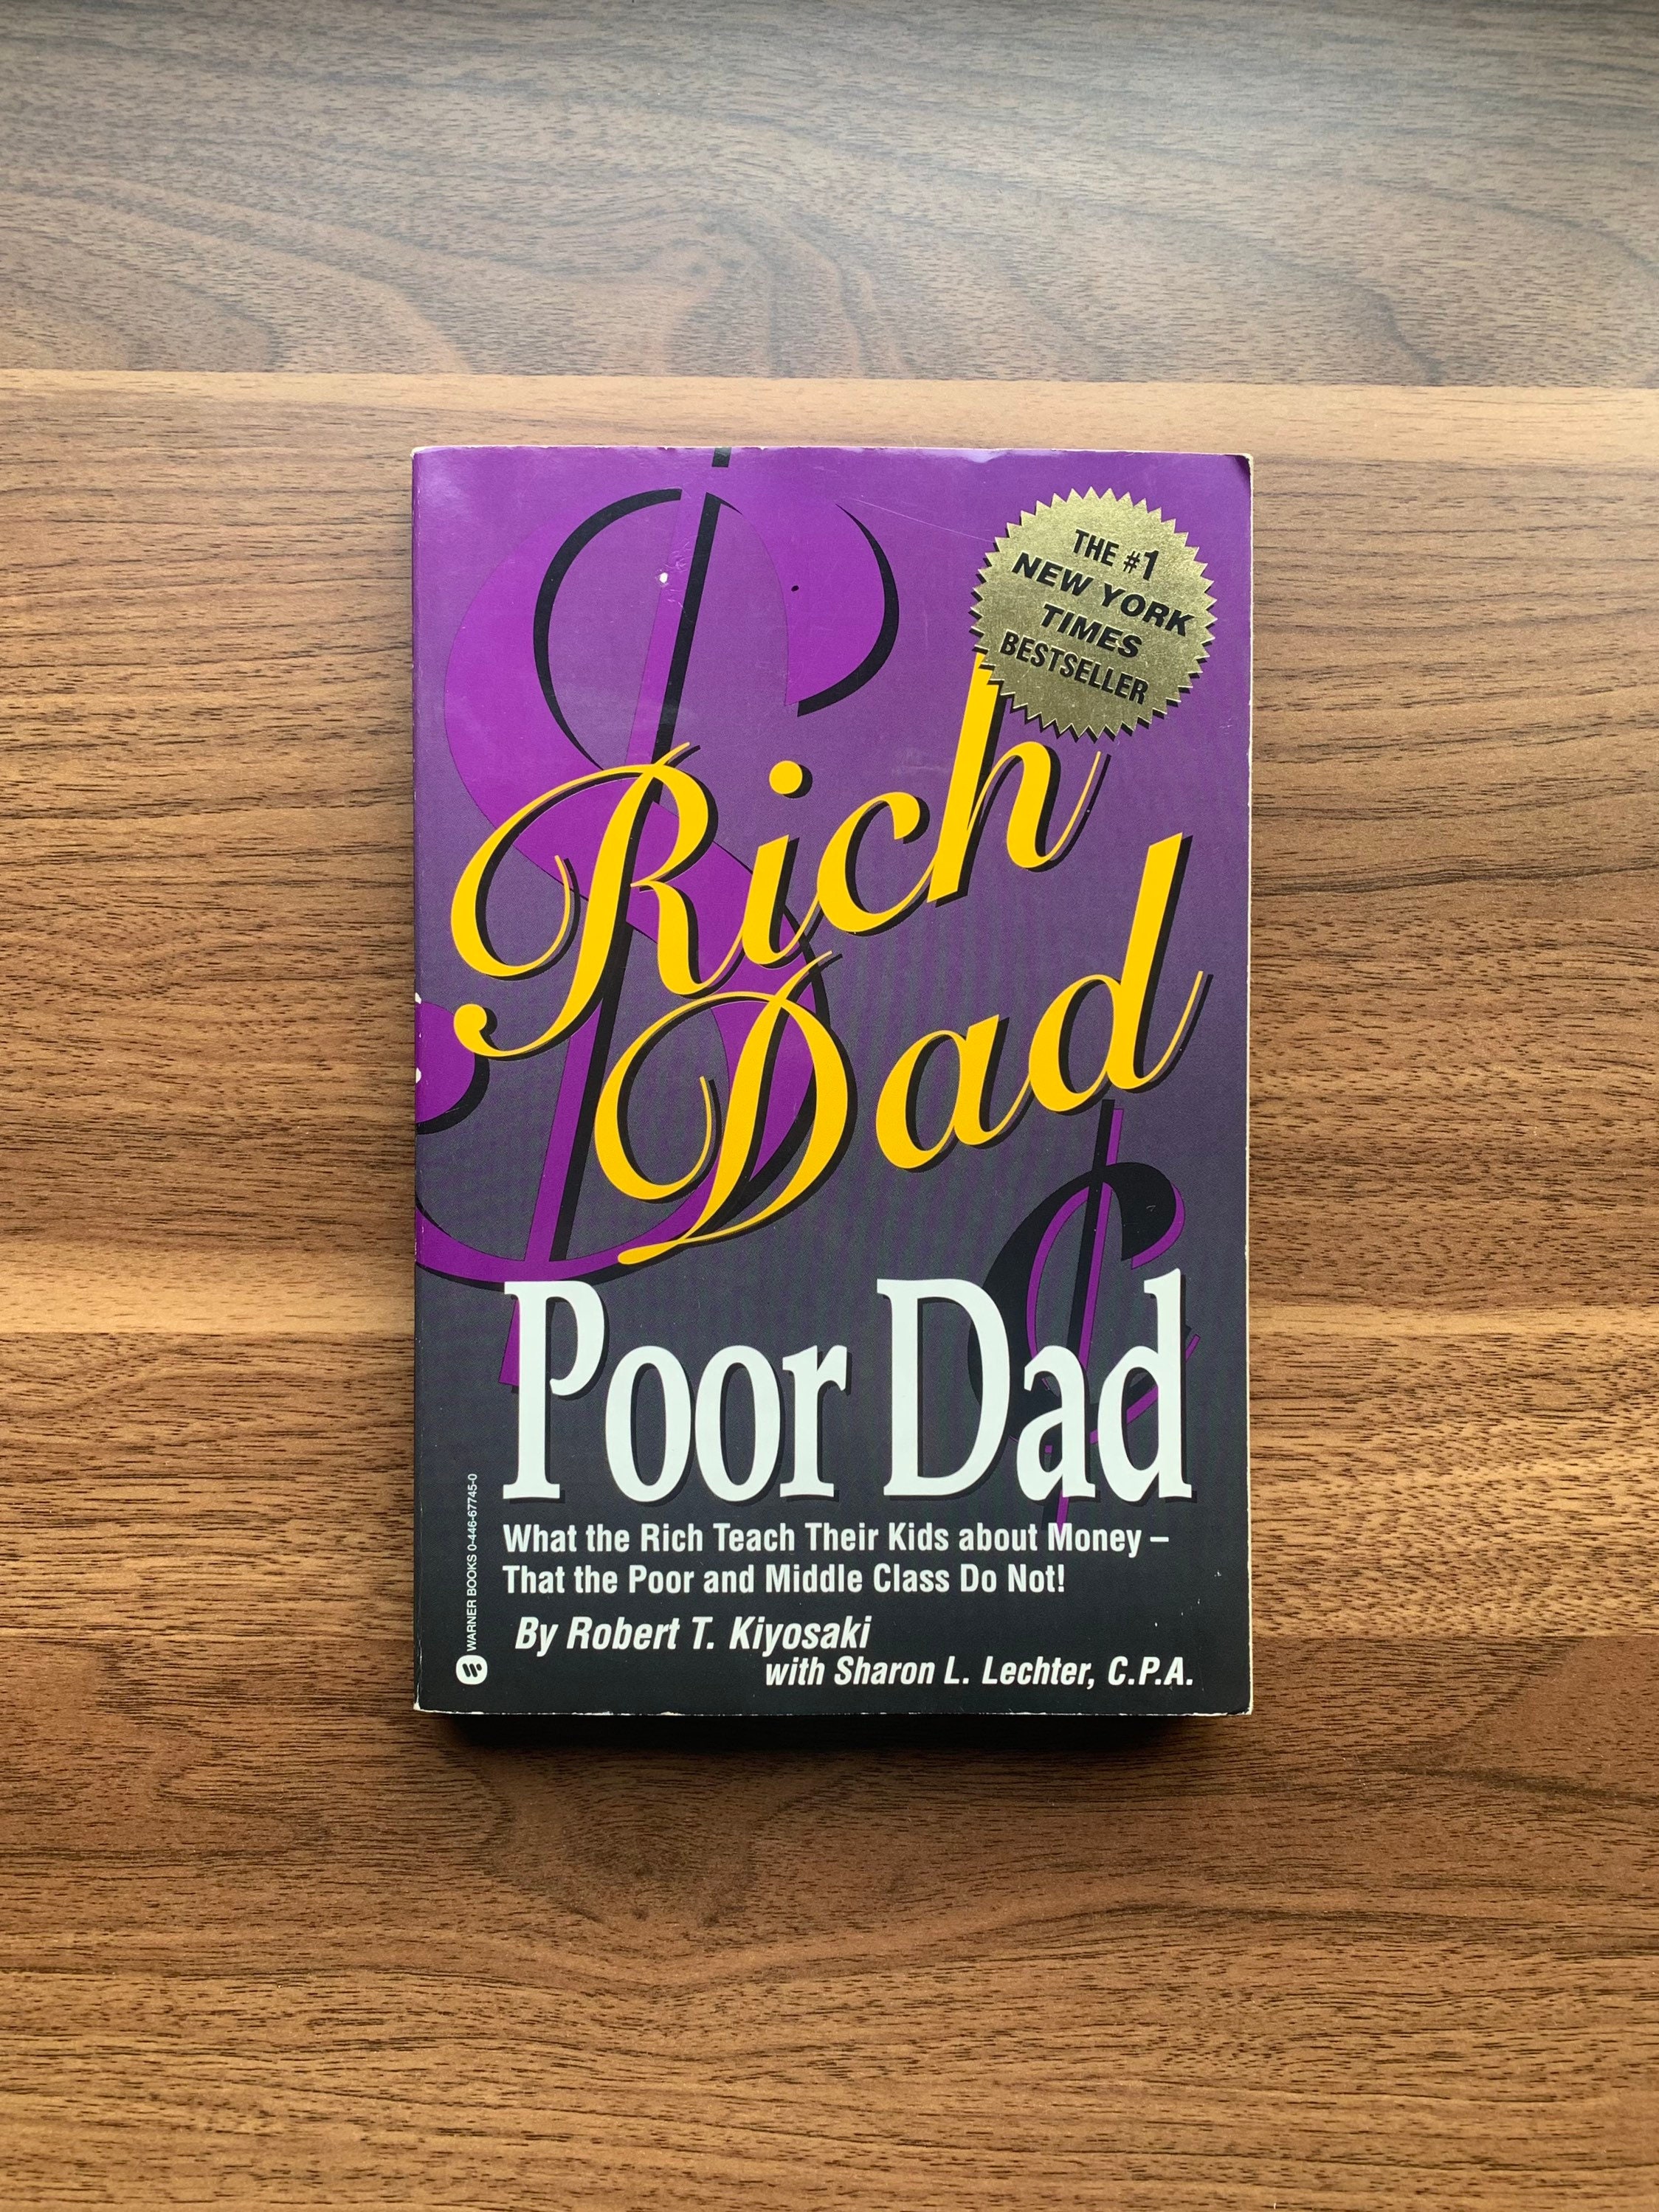 THE #1
NEW YORK
TIMES
BESTSELLER
Rich
Dad
Poor Dad
What the Rich Teach Their Kids about Money –
That the Poor and Middle Class Do Not!
By Robert T. Kiyosaki
with Sharon L. Lechter, C.P.A.
WARNER BOOKS 0-446-67745-0